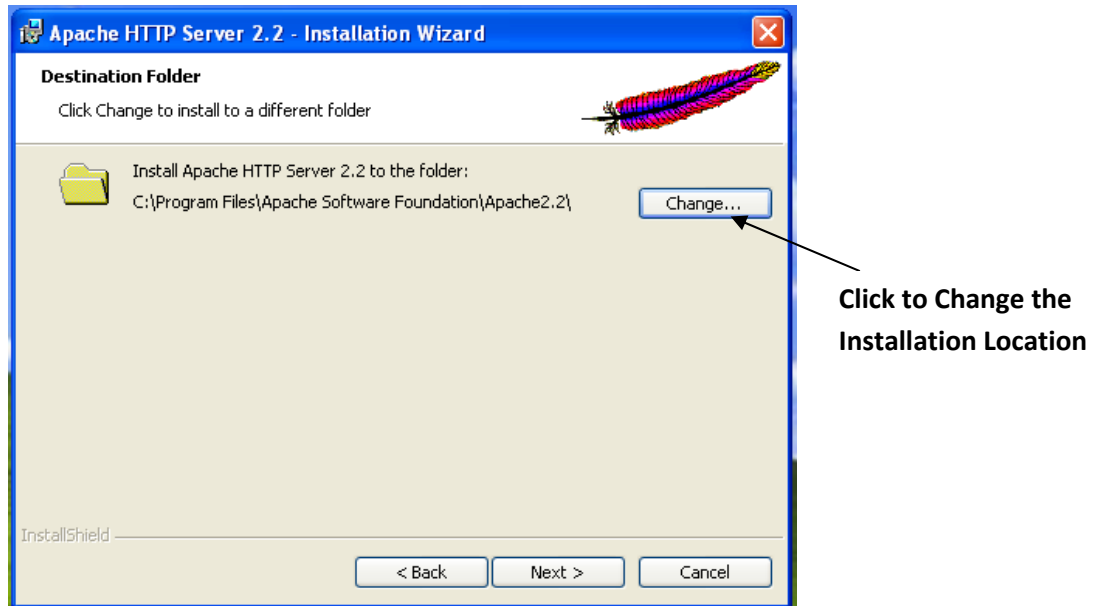 Apache HTTP Server 2.2 - Installation Wizard
Destination Folder
Click Change to install to a different folder
Install Apache HTTP Server 2.2 to the folder:
C:\Program Files\Apache Software Foundation\Apache2.2\
Change...
Click to Change the
Installation Location
InstallShield
< Back
Next >
Cancel